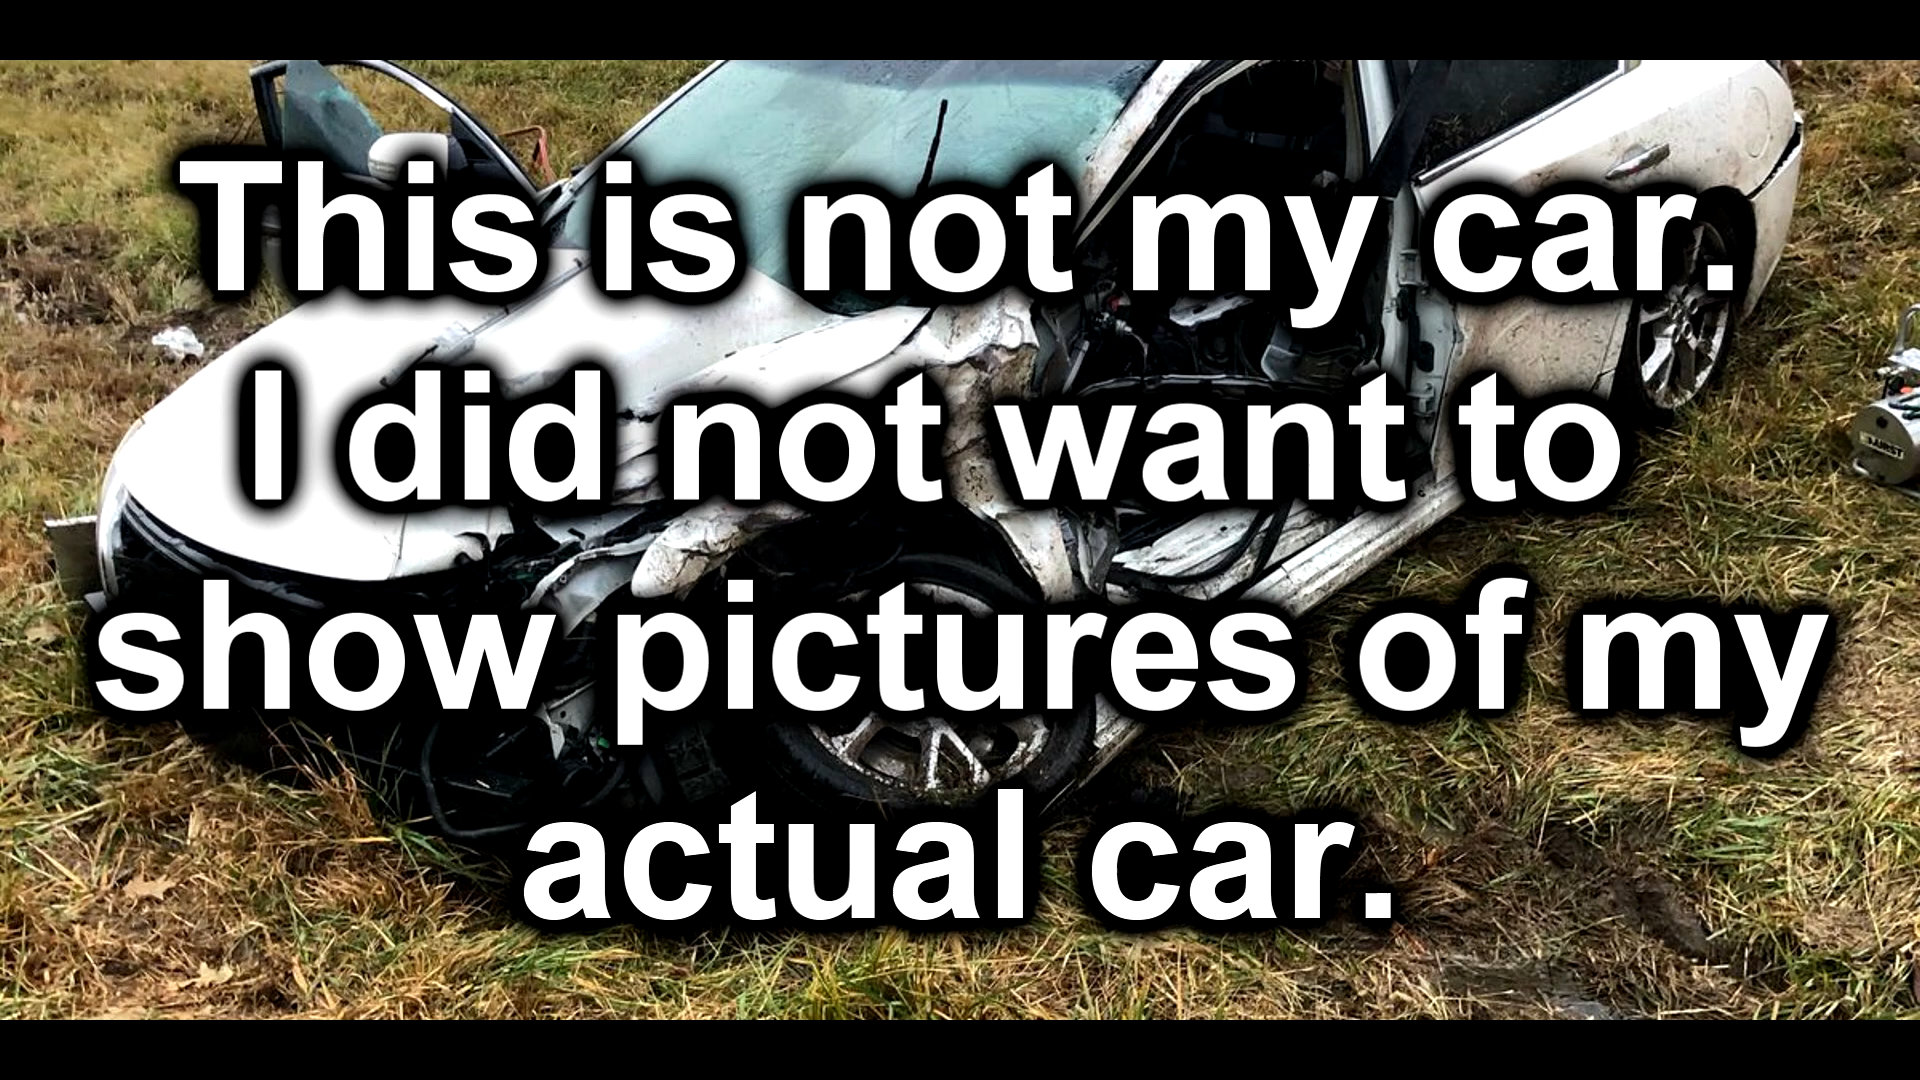 This is not my car.
I did not want to
show pictures of my
actual car.